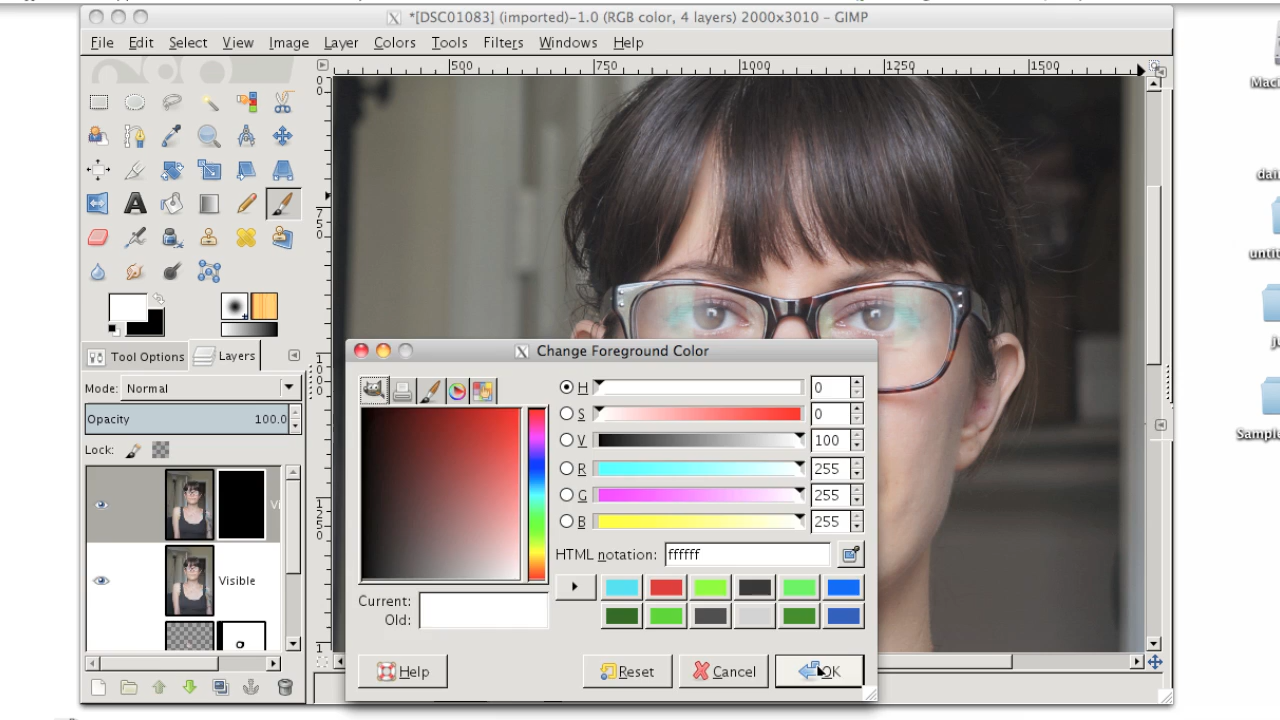 *[DSC01083] (imported)-1.0 (RGB color, 4 layers) 2000x3010 – GIMP
File Edit Select View Image Layer Colors Tools Filters Windows Help
500 750 1000 1250 1500
Tool Options Layers
Mode: Normal
Opacity 100.0
Lock:
Visible
Change Foreground Color
H 0
S 0
V 100
R 255
G 255
B 255
HTML notation: ffffff
Current:
Old:
Help Reset Cancel OK